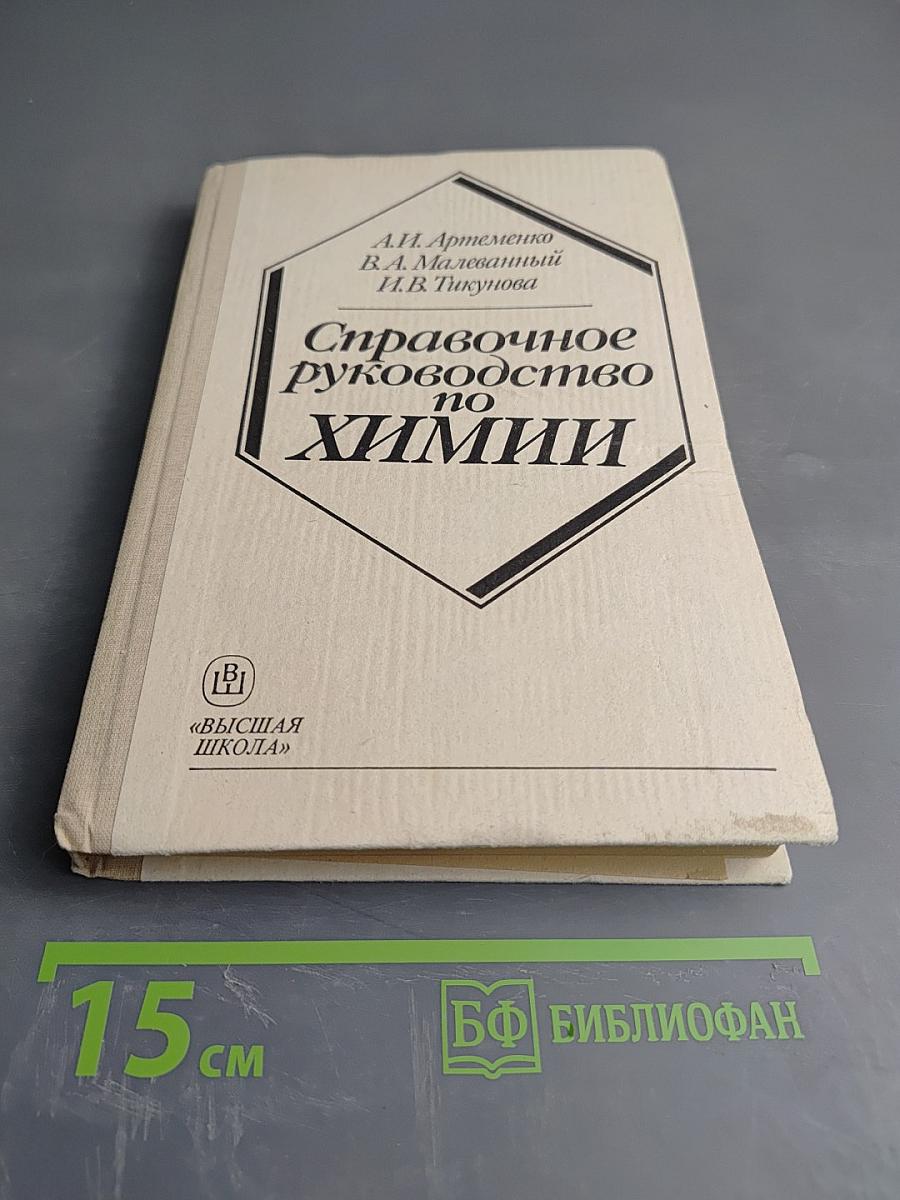 А.И. Артеменко
В.А. Малеванный
И.В. Тикунова
Справочное
руководство
по
ХИМИИ
ВШ
«ВЫСШАЯ
ШКОЛА»
15 см
БФ БИБЛИОФАН